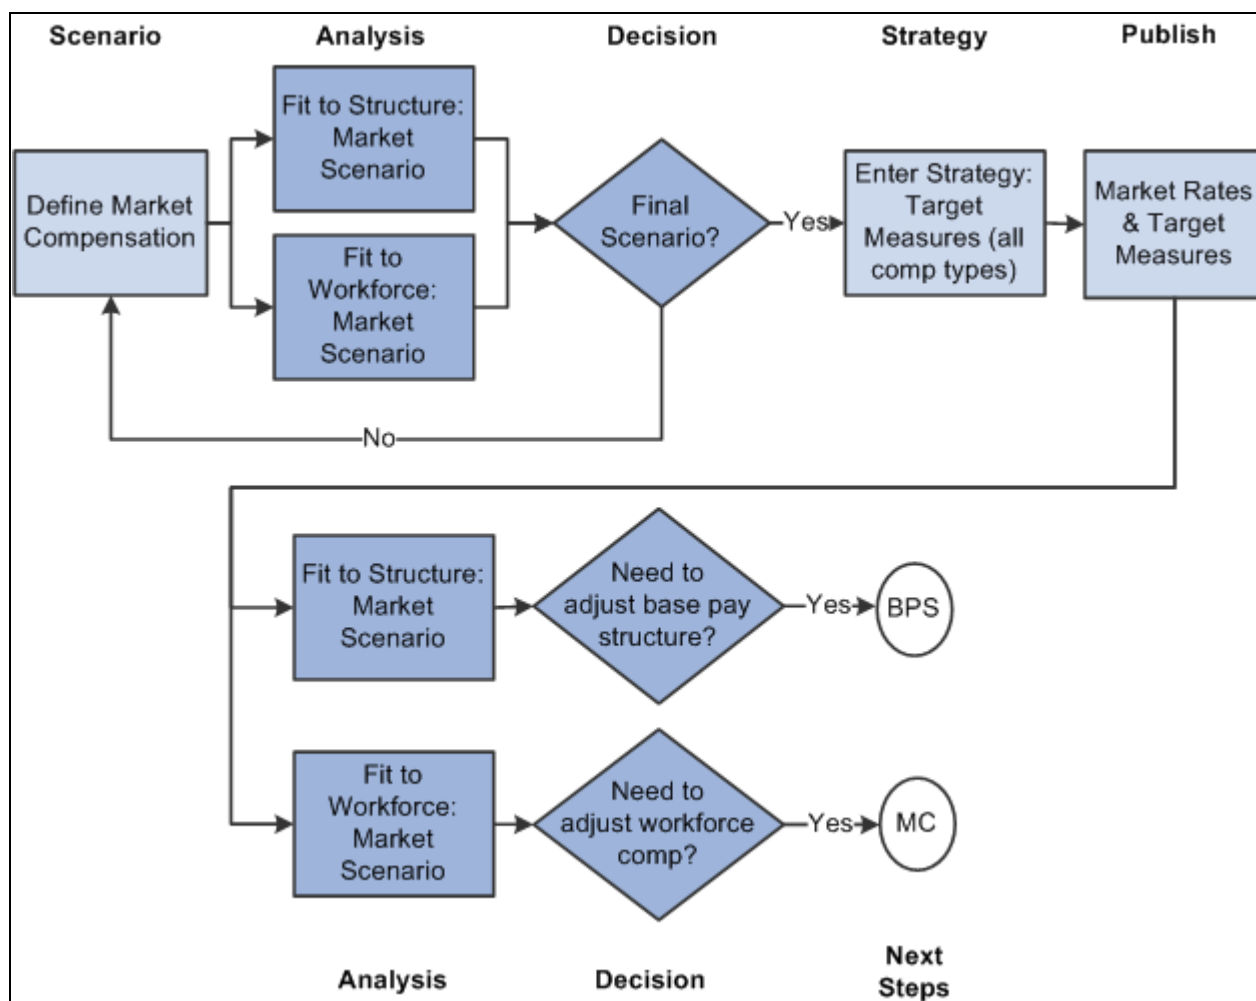 Scenario
Analysis
Decision
Strategy
Publish
Define Market
Compensation
Fit to Structure:
Market
Scenario
Fit to
Workforce:
Market
Scenario
Final
Scenario?
Yes
Enter Strategy:
Target
Measures (all
comp types)
Market Rates
& Target
Measures
No
Fit to Structure:
Market
Scenario
Need to
adjust base pay
structure?
Yes
BPS
Fit to
Workforce:
Market
Scenario
Need to
adjust workforce
comp?
Yes
MC
Analysis
Decision
Next
Steps